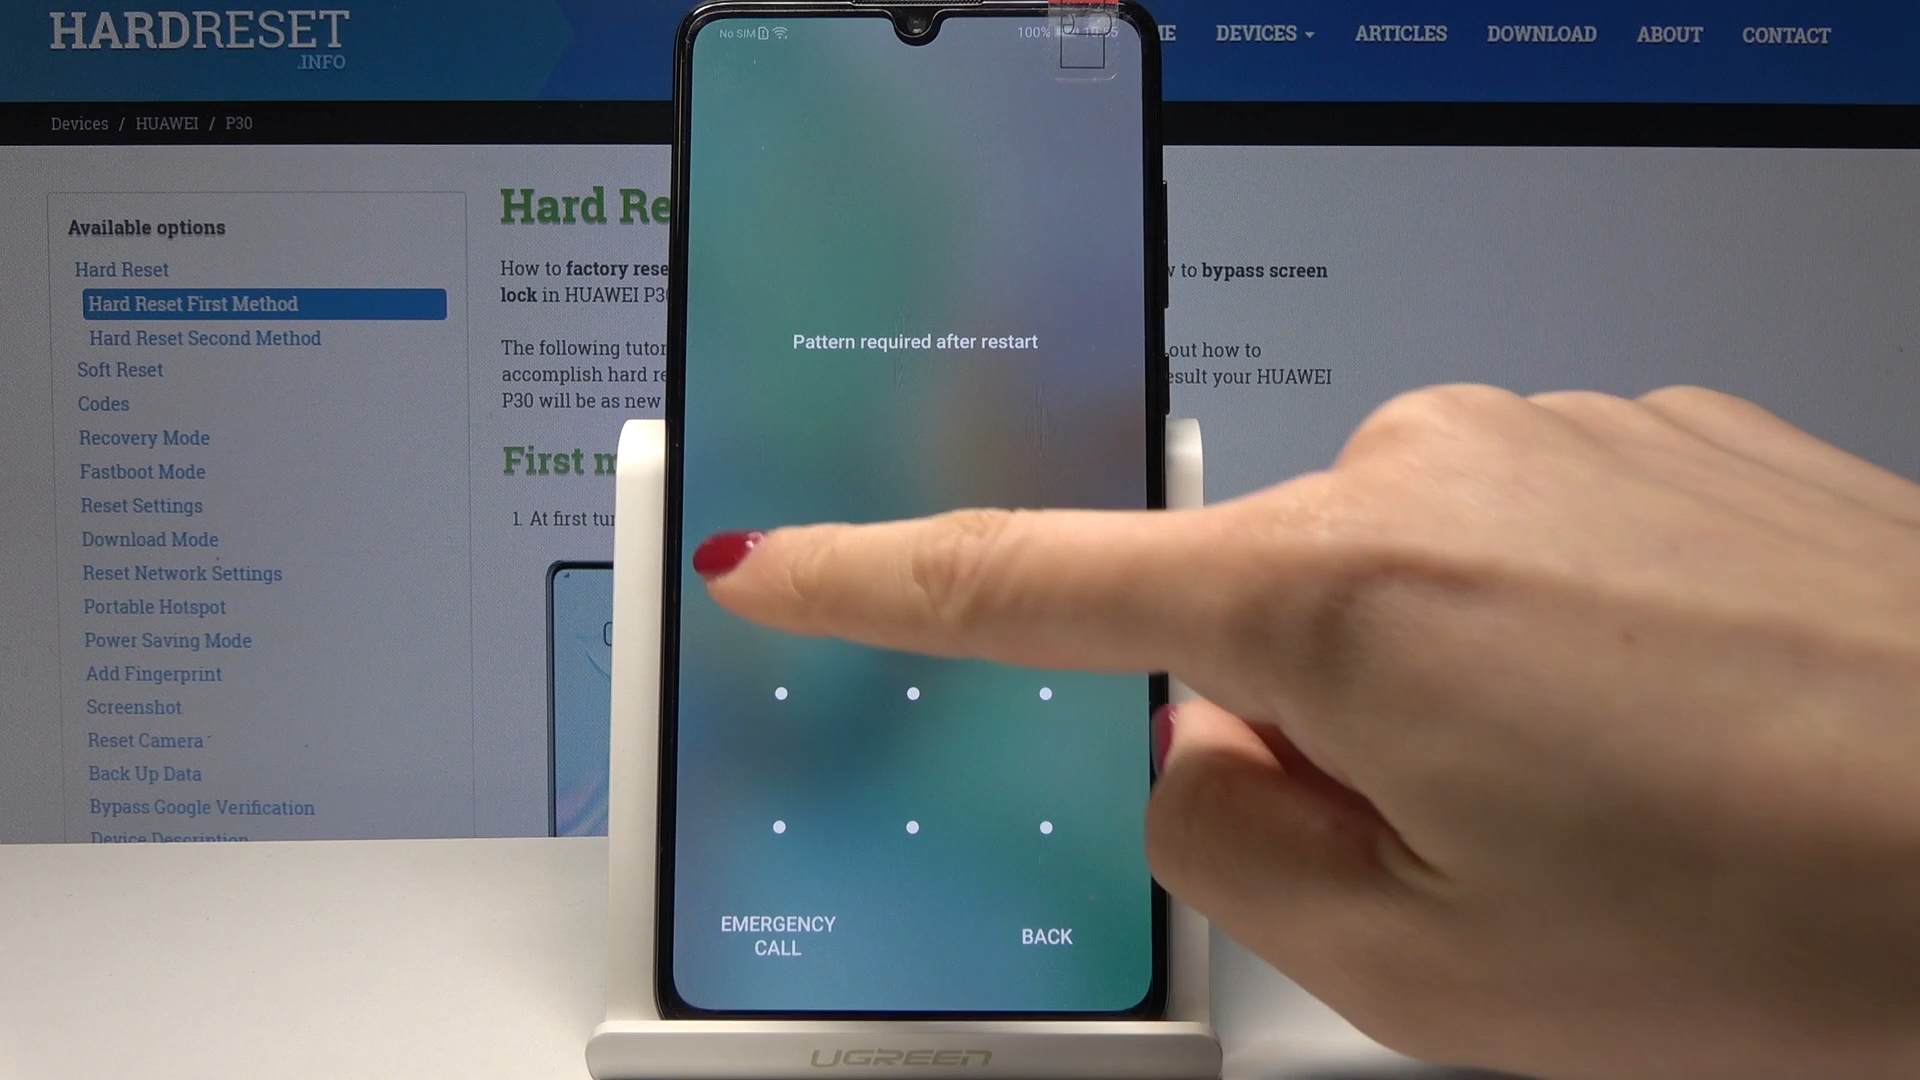 HARDRESET
.INFO
DEVICES
ARTICLES
DOWNLOAD
ABOUT
CONTACT
Devices / HUAWEI / P30
Available options
Hard Reset
Hard Reset First Method
Hard Reset Second Method
Soft Reset
Codes
Recovery Mode
Fastboot Mode
Reset Settings
Download Mode
Reset Network Settings
Portable Hotspot
Power Saving Mode
Add Fingerprint
Screenshot
Reset Camera
Back Up Data
Bypass Google Verification
Device Description
Hard Re
How to factory rese
to bypass screen
lock in HUAWEI P30
The following tutor
out how to
accomplish hard re
esult your HUAWEI
P30 will be as new
First m
1. At first tur
No SIM
100%
Pattern required after restart
EMERGENCY
CALL
BACK
UGREEN